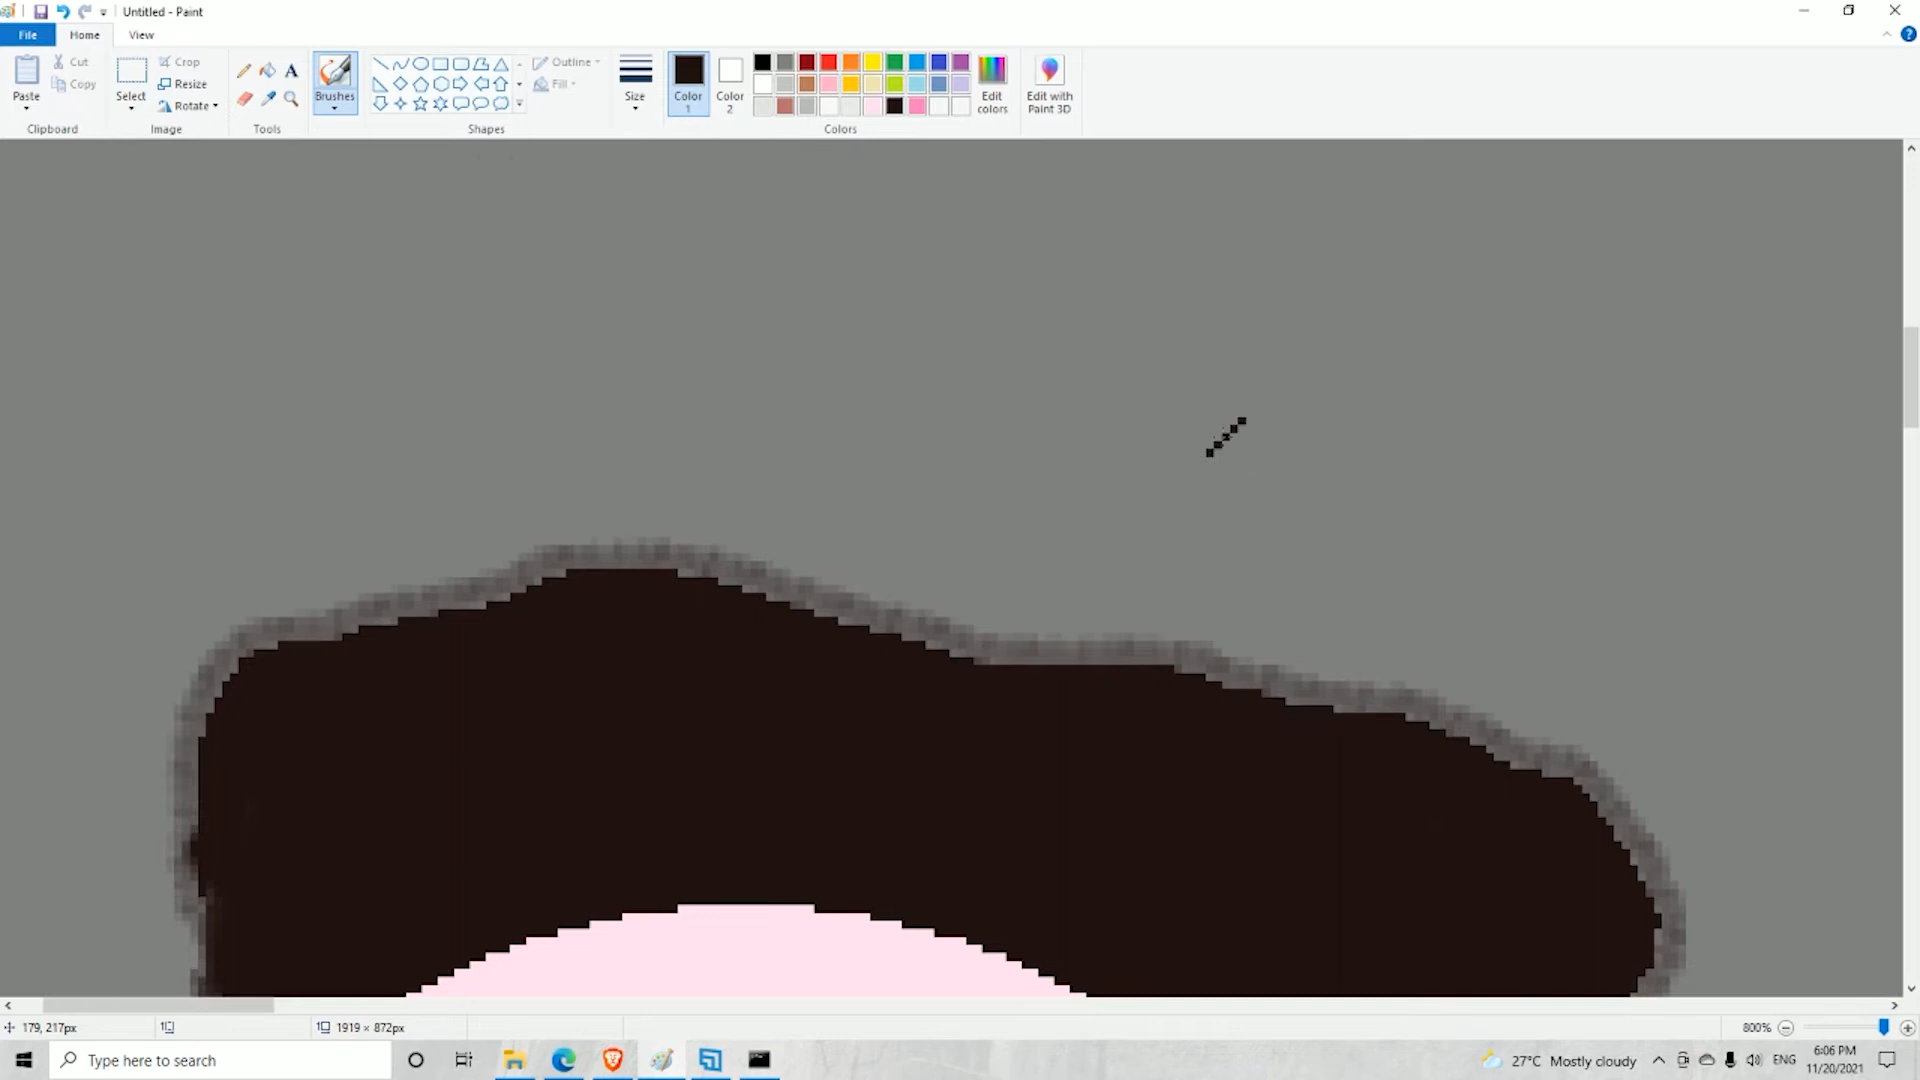 Untitled - Paint
File Home View
Paste
Cut
Copy
Clipboard
Select
Crop
Resize
Rotate
Image
A
Tools
Brushes
Outline
Fill
Shapes
Size
Color 1
Color 2
Edit colors
Colors
Edit with Paint 3D
179, 217px
1919 × 872px
800%
Type here to search
27°C Mostly cloudy
ENG
6:06 PM
11/20/2021